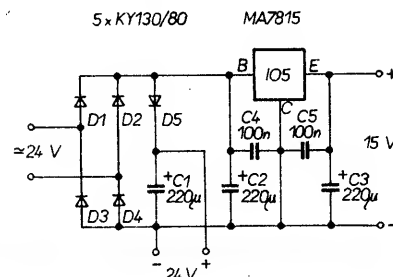 5 x KY130/80 MA7815
B IO5 E
D1 D2 D5 C
C4 C5
100n 100n
≃24 V 15 V
+C1 +C2 +C3
220µ 220µ 220µ
D3 D4
+
-
- 24 V +